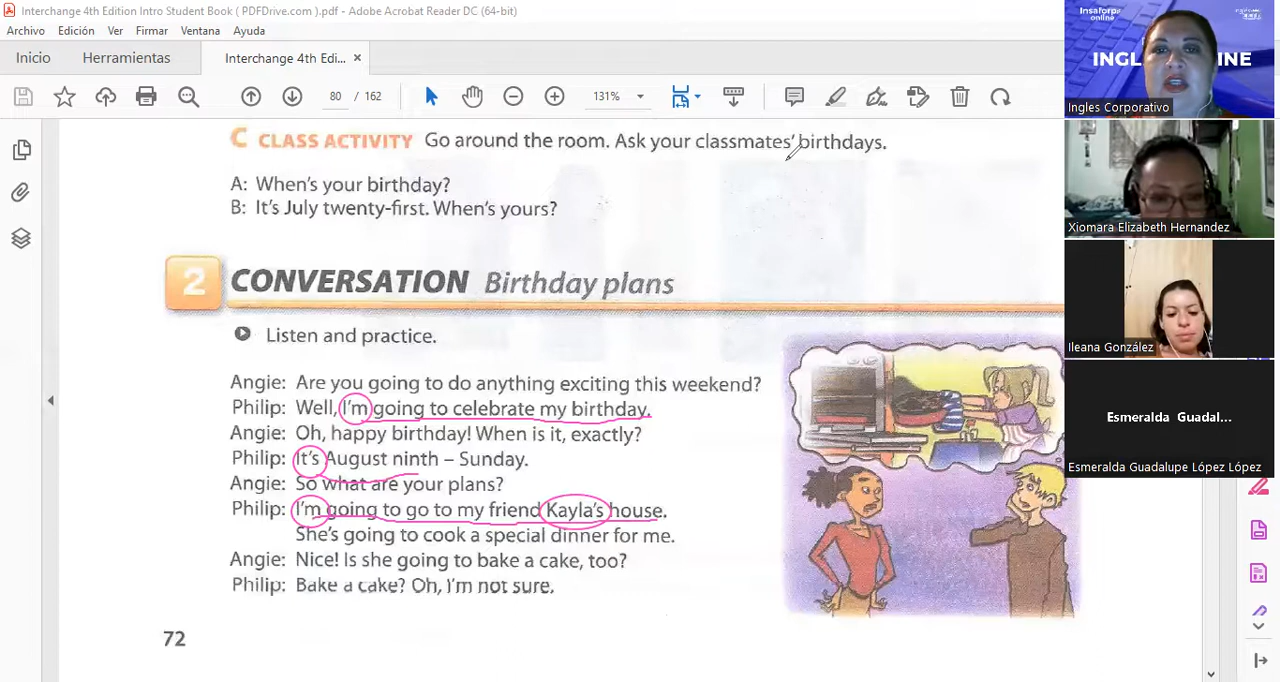 Interchange 4th Edition Intro Student Book ( PDFDrive.com ).pdf - Adobe Acrobat Reader DC (64-bit)
Archivo Edición Ver Firmar Ventana Ayuda
Inicio Herramientas Interchange 4th Edi... ×
80 / 162 131%
C CLASS ACTIVITY Go around the room. Ask your classmates' birthdays.
A: When's your birthday?
B: It's July twenty-first. When's yours?
2 CONVERSATION Birthday plans
Listen and practice.
Angie: Are you going to do anything exciting this weekend?
Philip: Well, I'm going to celebrate my birthday.
Angie: Oh, happy birthday! When is it, exactly?
Philip: It's August ninth – Sunday.
Angie: So what are your plans?
Philip: I'm going to go to my friend Kayla's house.
She's going to cook a special dinner for me.
Angie: Nice! Is she going to bake a cake, too?
Philip: Bake a cake? Oh, I'm not sure.
72
Insaforp
online
INGL INE
Ingles Corporativo
Xiomara Elizabeth Hernandez
Ileana González
Esmeralda Guadal...
Esmeralda Guadalupe López López